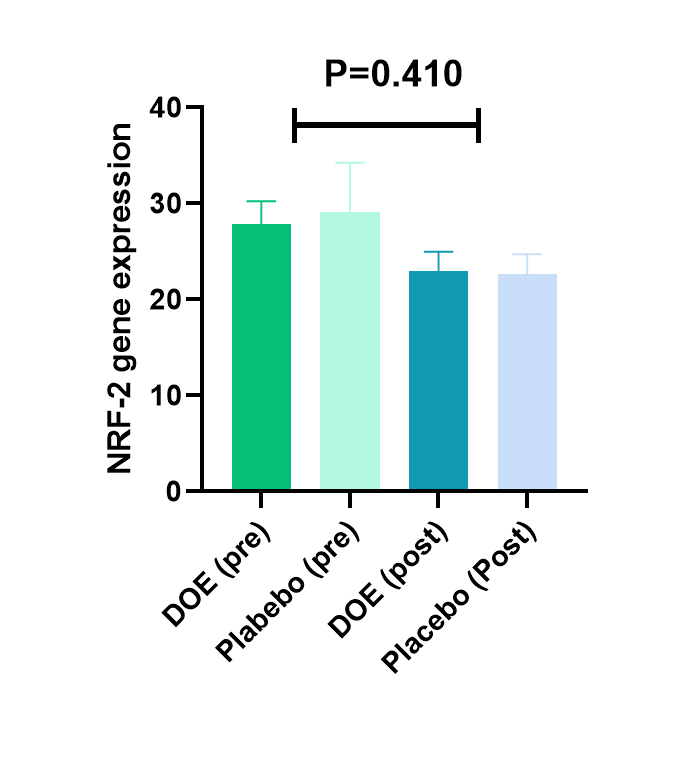 P=0.410
NRF-2 gene expression
40
30
20
10
0
DOE (pre)
Plabebo (pre)
DOE (post)
Placebo (Post)